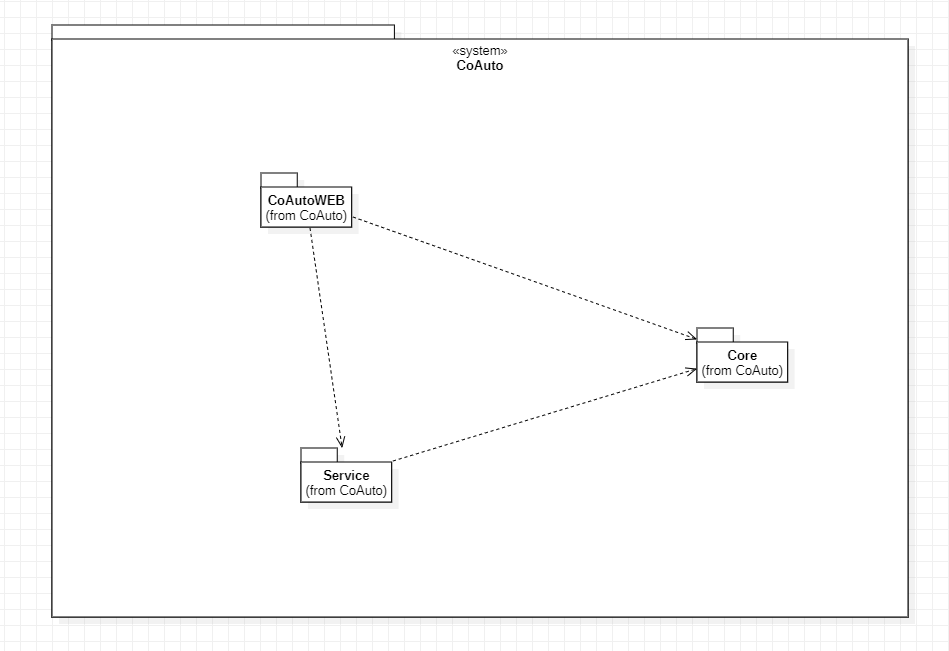 «system»
CoAuto
CoAutoWEB
(from CoAuto)
Core
(from CoAuto)
Service
(from CoAuto)